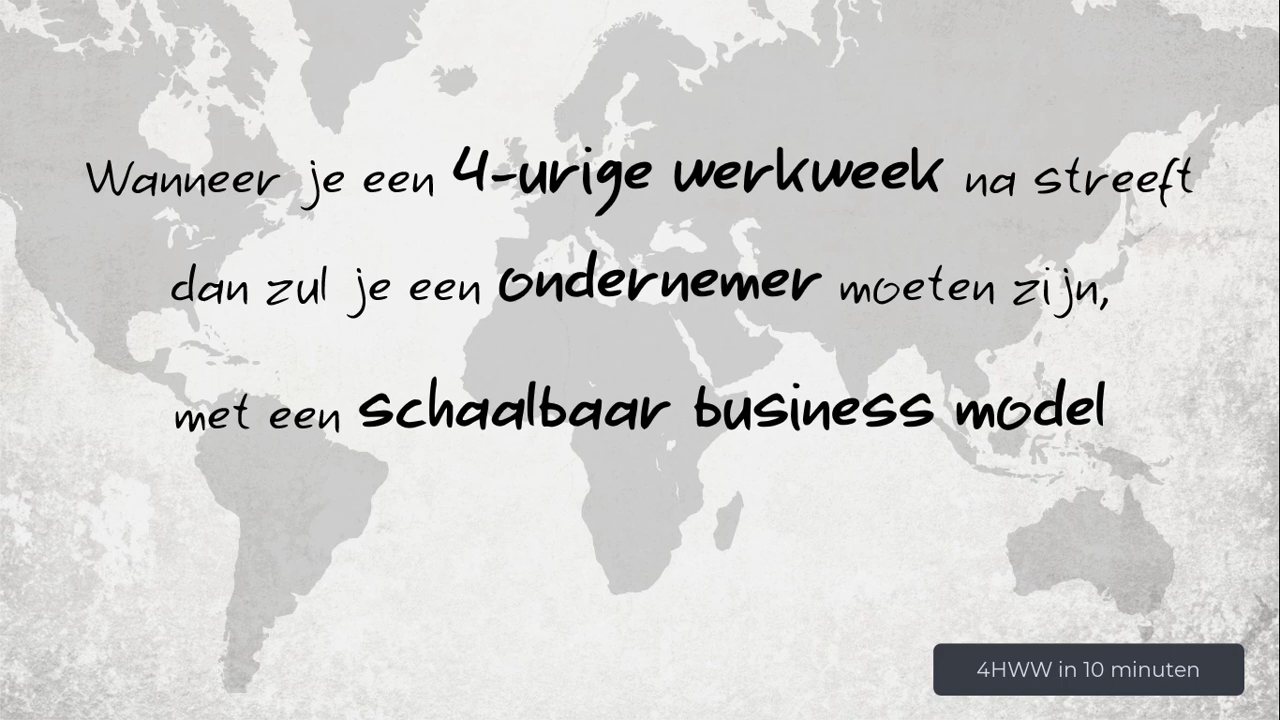 Wanneer je een 4-urige werkweek na streeft
dan zul je een ondernemer moeten zijn,
met een schaalbaar business model
4HWW in 10 minuten